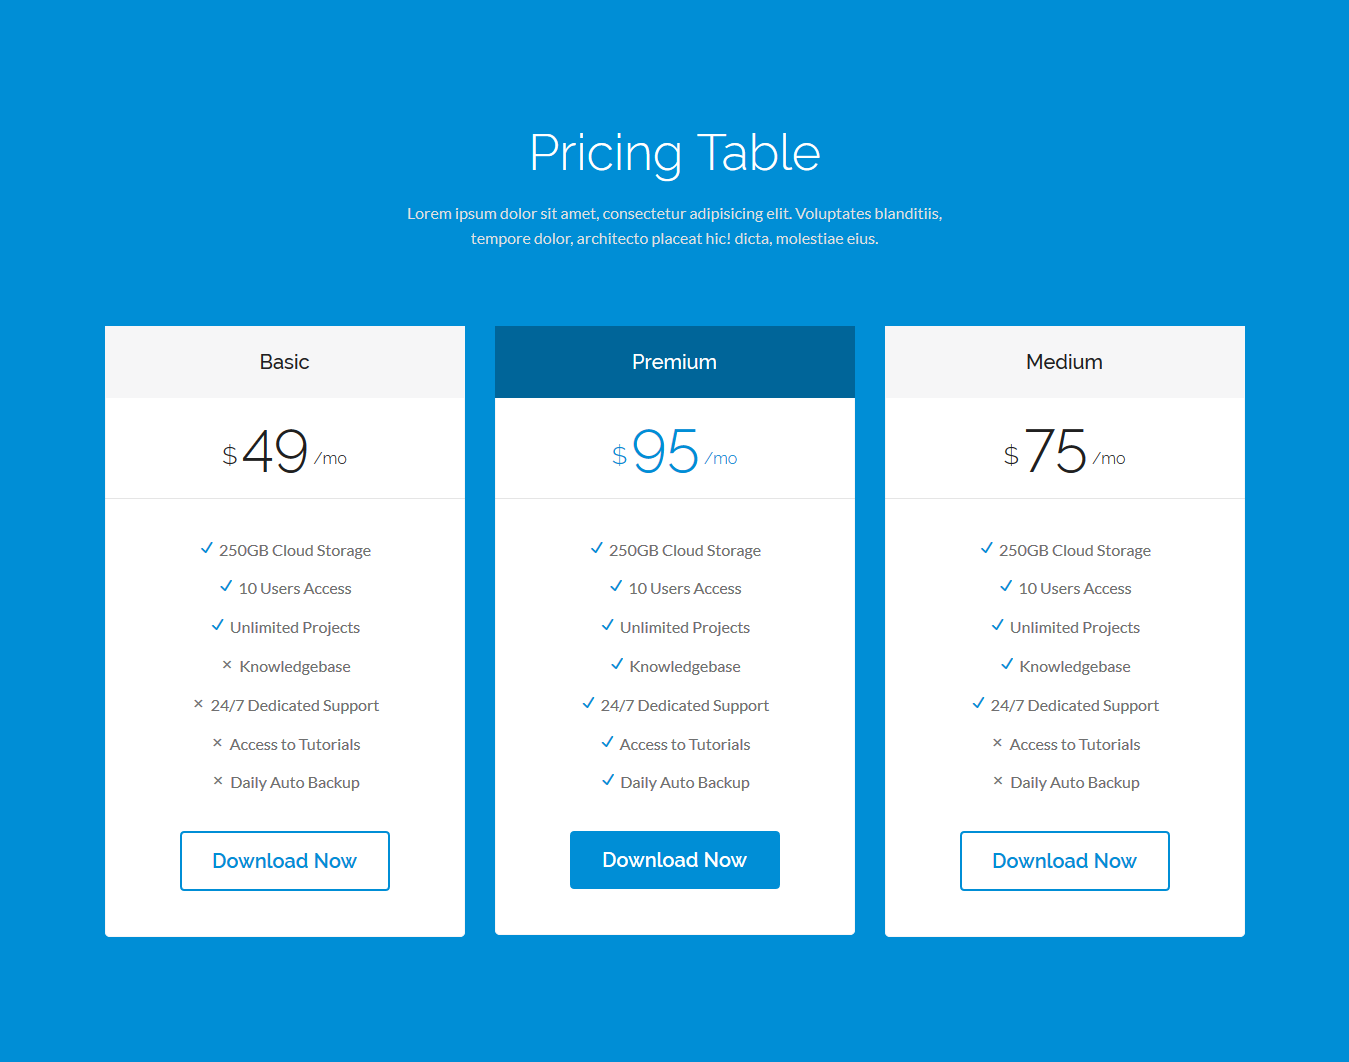 Pricing Table
Lorem ipsum dolor sit amet, consectetur adipisicing elit. Voluptates blanditiis,
tempore dolor, architecto placeat hic! dicta, molestiae eius.
Basic
$49 /mo
250GB Cloud Storage
10 Users Access
Unlimited Projects
Knowledgebase
24/7 Dedicated Support
Access to Tutorials
Daily Auto Backup
Download Now
Premium
$95 /mo
250GB Cloud Storage
10 Users Access
Unlimited Projects
Knowledgebase
24/7 Dedicated Support
Access to Tutorials
Daily Auto Backup
Download Now
Medium
$75 /mo
250GB Cloud Storage
10 Users Access
Unlimited Projects
Knowledgebase
24/7 Dedicated Support
Access to Tutorials
Daily Auto Backup
Download Now